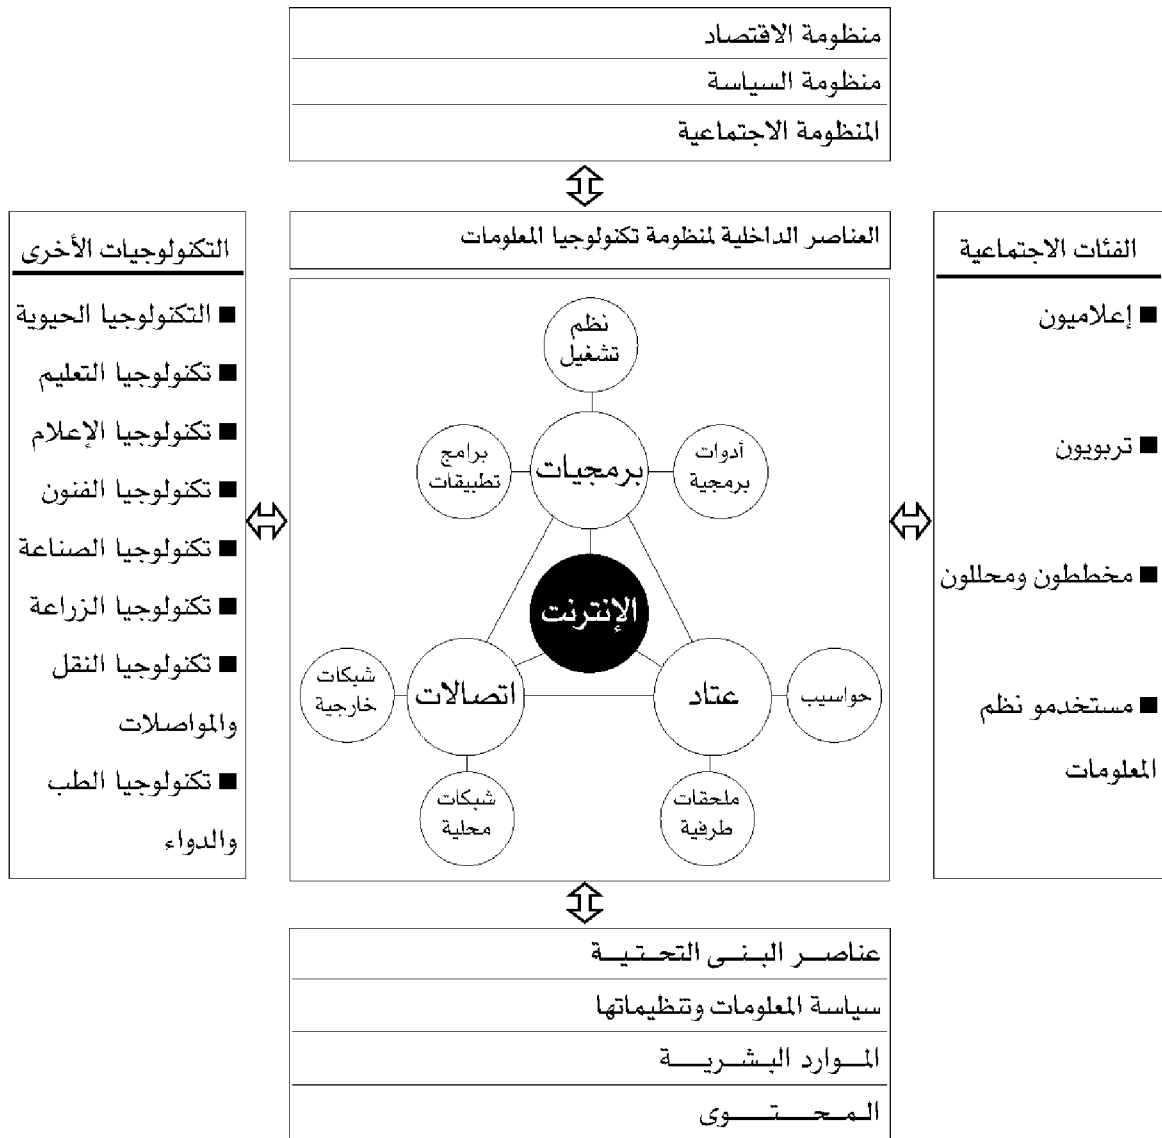 منظومة الاقتصاد
منظومة السياسة
المنظومة الاجتماعية
الفئات الاجتماعية
■ إعلاميون
■ تربويون
■ مخططون ومحللون
■ مستخدمو نظم
المعلومات
العناصر الداخلية لمنظومة تكنولوجيا المعلومات
نظم
تشغيل
أدوات
برمجية
برمجيات
برامج
تطبيقات
الإنترنت
حواسيب
عتاد
اتصالات
شبكات
خارجية
ملحقات
طرفية
شبكات
محلية
التكنولوجيات الأخرى
■ التكنولوجيا الحيوية
■ تكنولوجيا التعليم
■ تكنولوجيا الإعلام
■ تكنولوجيا الفنون
■ تكنولوجيا الصناعة
■ تكنولوجيا الزراعة
■ تكنولوجيا النقل
والمواصلات
■ تكنولوجيا الطب
والدواء
عناصر البنى التحتية
سياسة المعلومات وتنظيماتها
الموارد البشرية
المحتوى